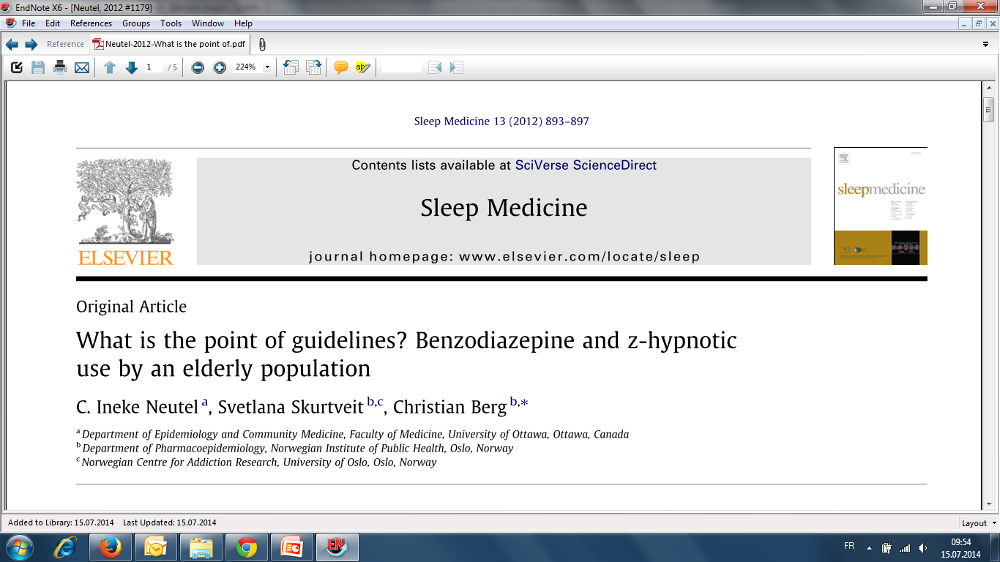 EndNote X6 - [Neutel, 2012 #1179]
File Edit References Groups Tools Window Help
Reference Neutel-2012-What is the point of.pdf
1 / 5 224%
Sleep Medicine 13 (2012) 893–897
Contents lists available at SciVerse ScienceDirect
Sleep Medicine
journal homepage: www.elsevier.com/locate/sleep
NON SOLUS
ELSEVIER
sleepmedicine
Original Article
What is the point of guidelines? Benzodiazepine and z-hypnotic
use by an elderly population
C. Ineke Neutel a, Svetlana Skurtveit b,c, Christian Berg b,*
a Department of Epidemiology and Community Medicine, Faculty of Medicine, University of Ottawa, Ottawa, Canada
b Department of Pharmacoepidemiology, Norwegian Institute of Public Health, Oslo, Norway
c Norwegian Centre for Addiction Research, University of Oslo, Oslo, Norway
Added to Library: 15.07.2014 Last Updated: 15.07.2014
Layout
FR
09:54
15.07.2014